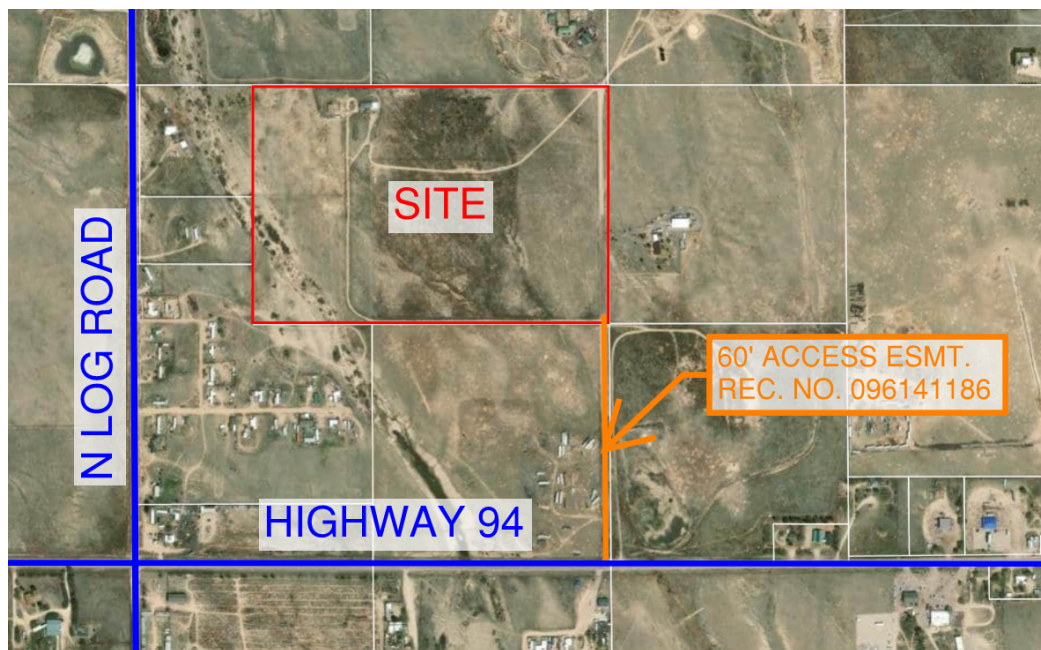 SITE
N LOG ROAD
60' ACCESS ESMT.
REC. NO. 096141186
HIGHWAY 94